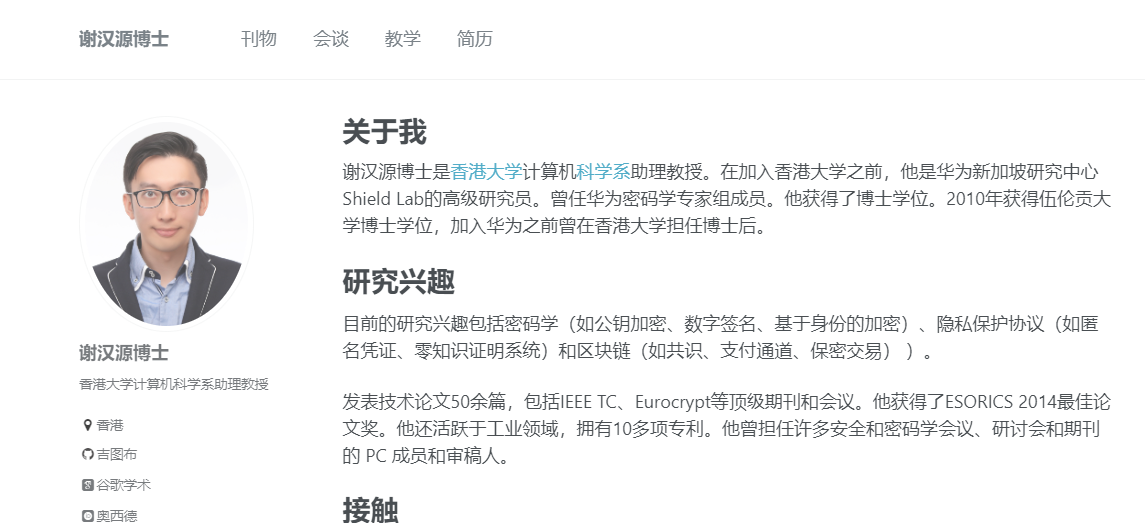 谢汉源博士 刊物 会谈 教学 简历
谢汉源博士
香港大学计算机科学系助理教授
香港
吉图布
谷歌学术
奥西德
关于我
谢汉源博士是香港大学计算机科学系助理教授。在加入香港大学之前，他是华为新加坡研究中心
Shield Lab的高级研究员。曾任华为密码学专家组成员。他获得了博士学位。2010年获得伍伦贡大
学博士学位，加入华为之前曾在香港大学担任博士后。
研究兴趣
目前的研究兴趣包括密码学（如公钥加密、数字签名、基于身份的加密）、隐私保护协议（如匿
名凭证、零知识证明系统）和区块链（如共识、支付通道、保密交易） ）。
发表技术论文50余篇，包括IEEE TC、Eurocrypt等顶级期刊和会议。他获得了ESORICS 2014最佳论
文奖。他还活跃于工业领域，拥有10多项专利。他曾担任许多安全和密码学会议、研讨会和期刊
的 PC 成员和审稿人。
接触